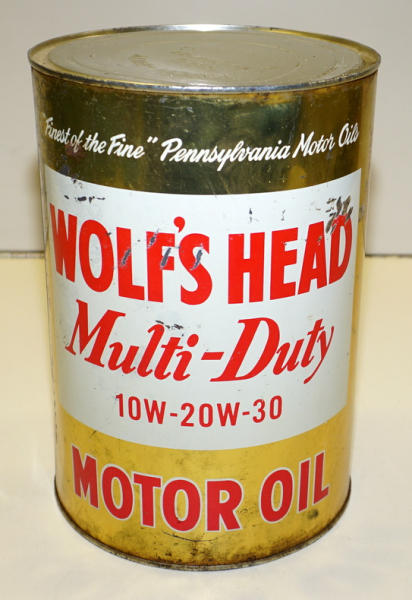 "Finest of the Fine" Pennsylvania Motor Oils
WOLF'S HEAD
Multi-Duty
10W-20W-30
MOTOR OIL